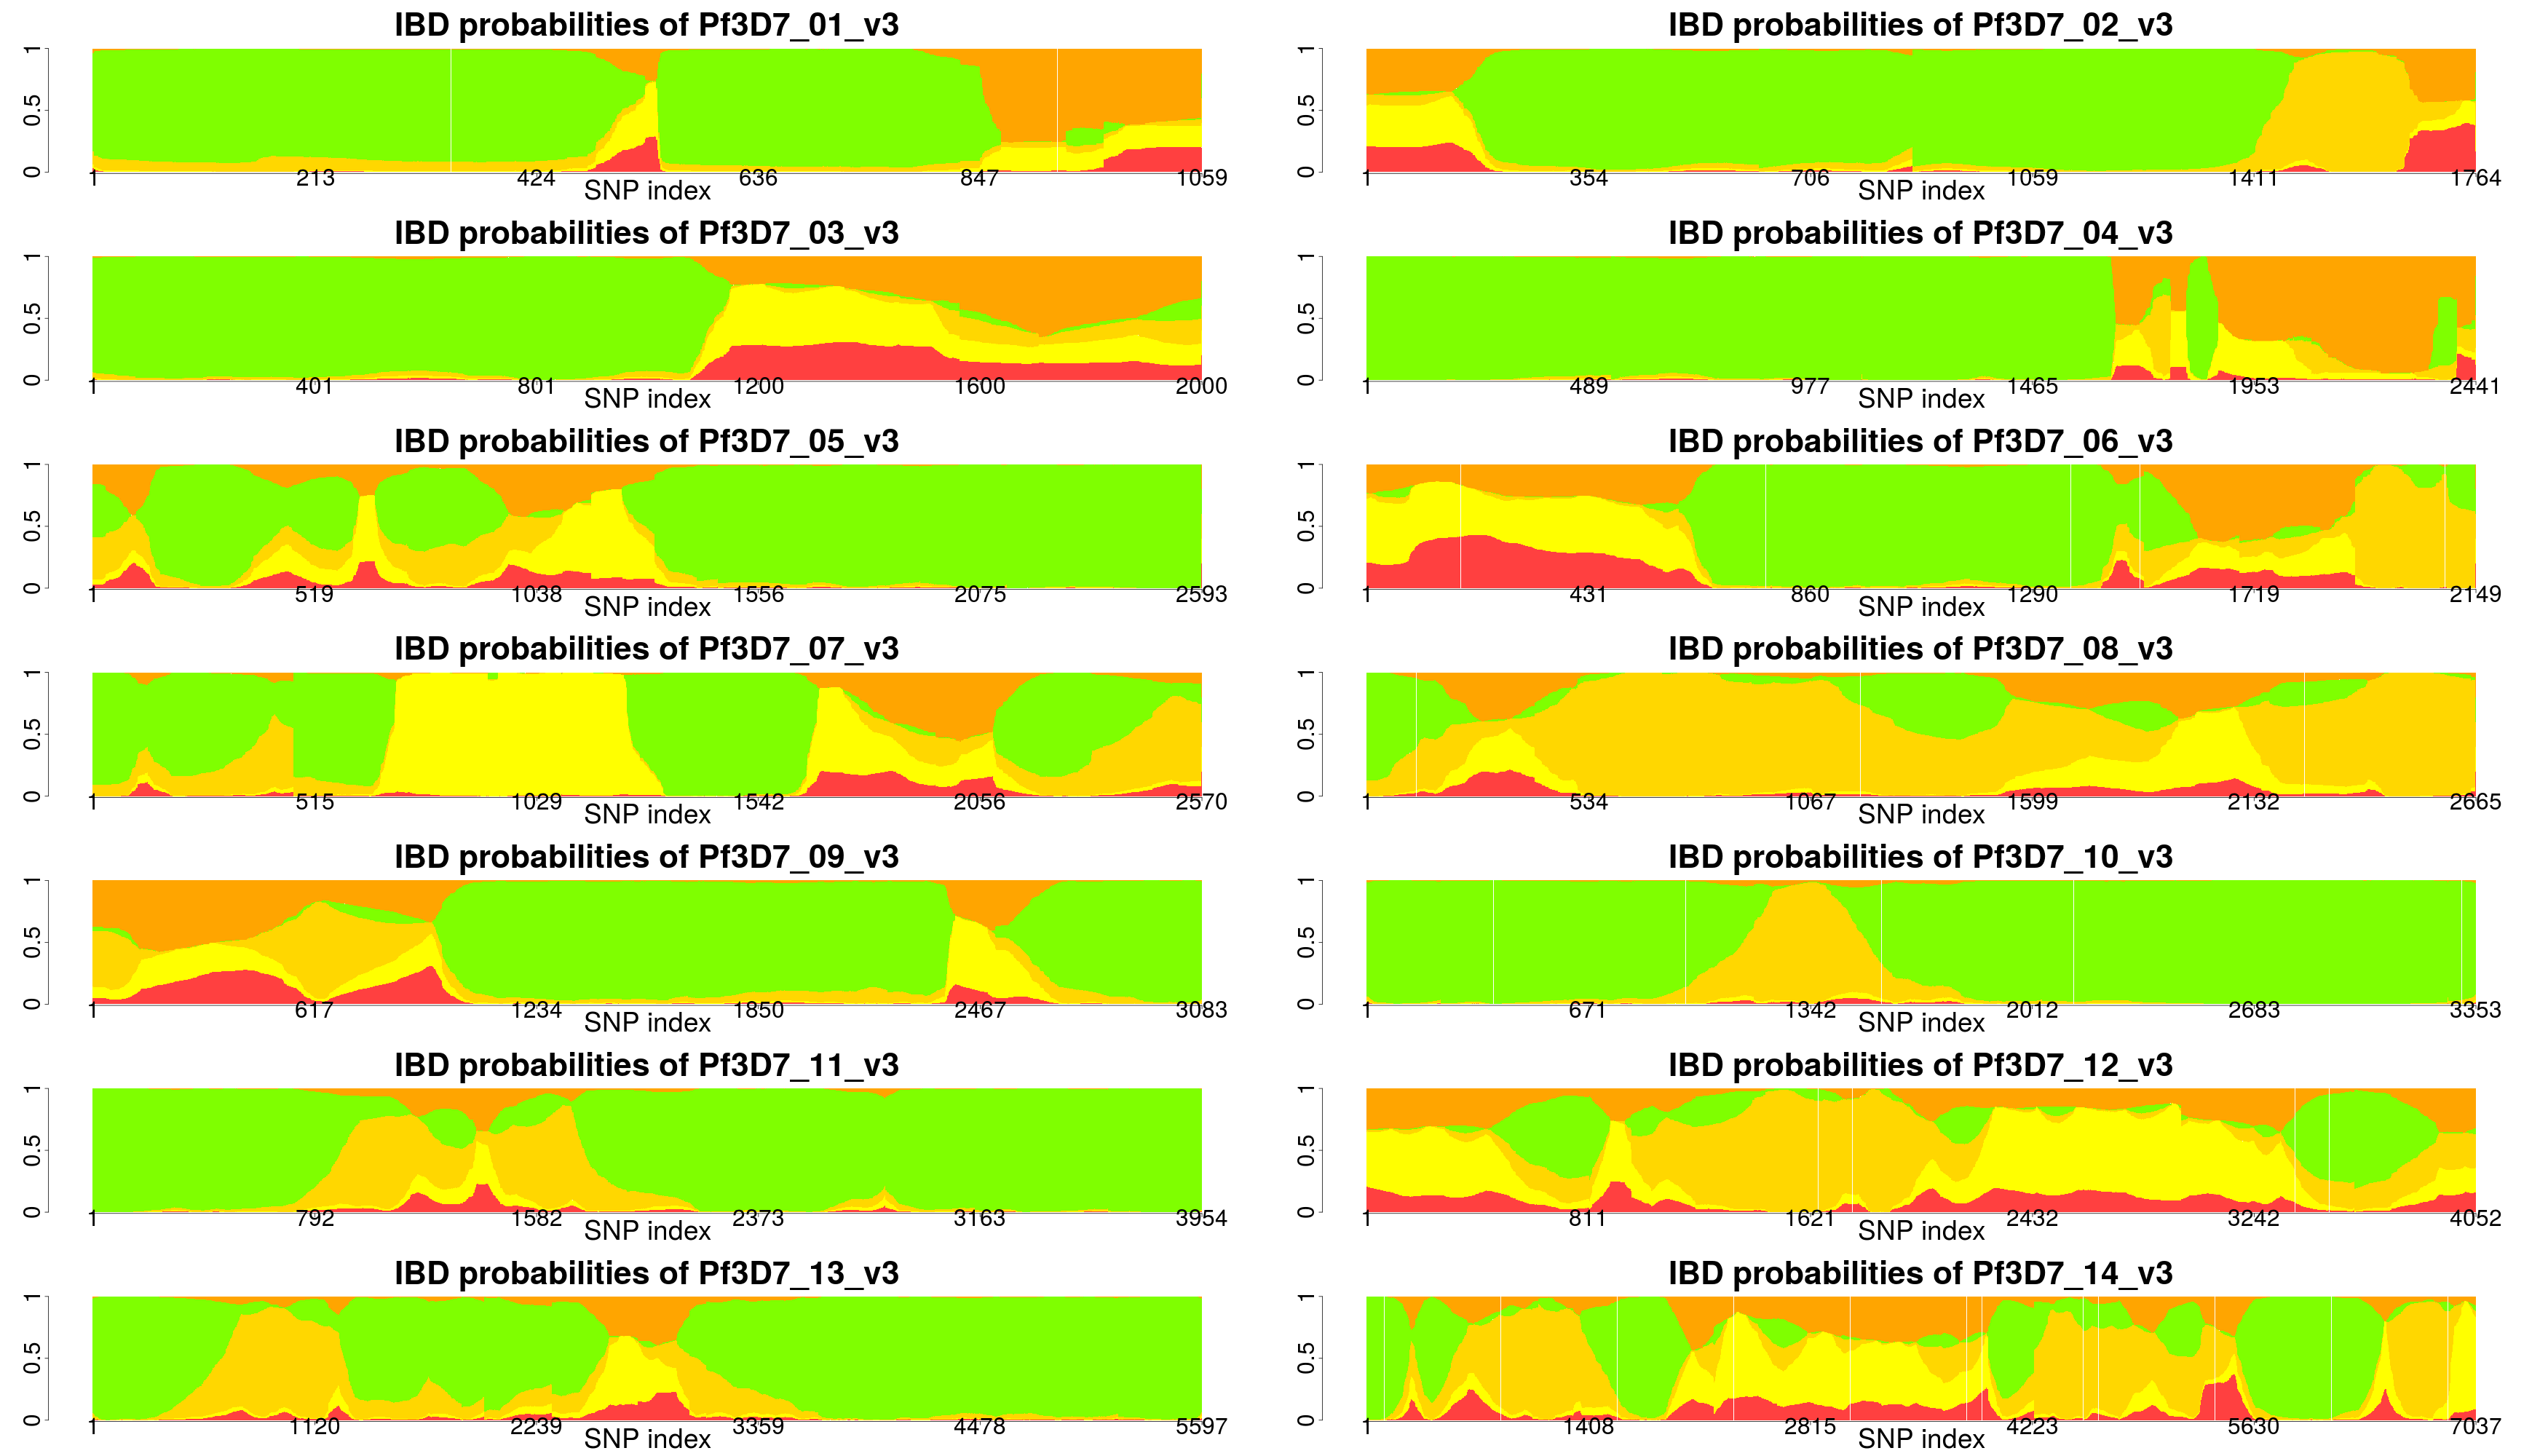 IBD probabilities of Pf3D7_01_v3
1
0.5
0
1 213 424 636 847 1059
SNP index
IBD probabilities of Pf3D7_02_v3
1
0.5
0
1 354 706 1059 1411 1764
SNP index
IBD probabilities of Pf3D7_03_v3
1
0.5
0
1 401 801 1200 1600 2000
SNP index
IBD probabilities of Pf3D7_04_v3
1
0.5
0
1 489 977 1465 1953 2441
SNP index
IBD probabilities of Pf3D7_05_v3
1
0.5
0
1 519 1038 1556 2075 2593
SNP index
IBD probabilities of Pf3D7_06_v3
1
0.5
0
1 431 860 1290 1719 2149
SNP index
IBD probabilities of Pf3D7_07_v3
1
0.5
0
1 515 1029 1542 2056 2570
SNP index
IBD probabilities of Pf3D7_08_v3
1
0.5
0
1 534 1067 1599 2132 2665
SNP index
IBD probabilities of Pf3D7_09_v3
1
0.5
0
1 617 1234 1850 2467 3083
SNP index
IBD probabilities of Pf3D7_10_v3
1
0.5
0
1 671 1342 2012 2683 3353
SNP index
IBD probabilities of Pf3D7_11_v3
1
0.5
0
1 792 1582 2373 3163 3954
SNP index
IBD probabilities of Pf3D7_12_v3
1
0.5
0
1 811 1621 2432 3242 4052
SNP index
IBD probabilities of Pf3D7_13_v3
1
0.5
0
1 1120 2239 3359 4478 5597
SNP index
IBD probabilities of Pf3D7_14_v3
1
0.5
0
1 1408 2815 4223 5630 7037
SNP index